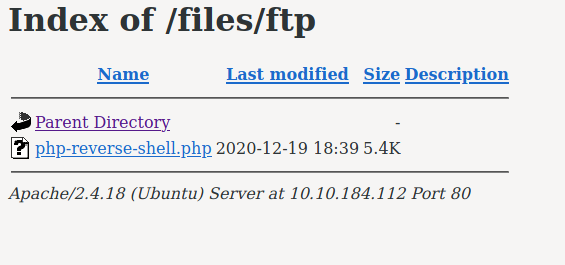 Index of /files/ftp
Name Last modified Size Description
Parent Directory -
php-reverse-shell.php 2020-12-19 18:39 5.4K
Apache/2.4.18 (Ubuntu) Server at 10.10.184.112 Port 80